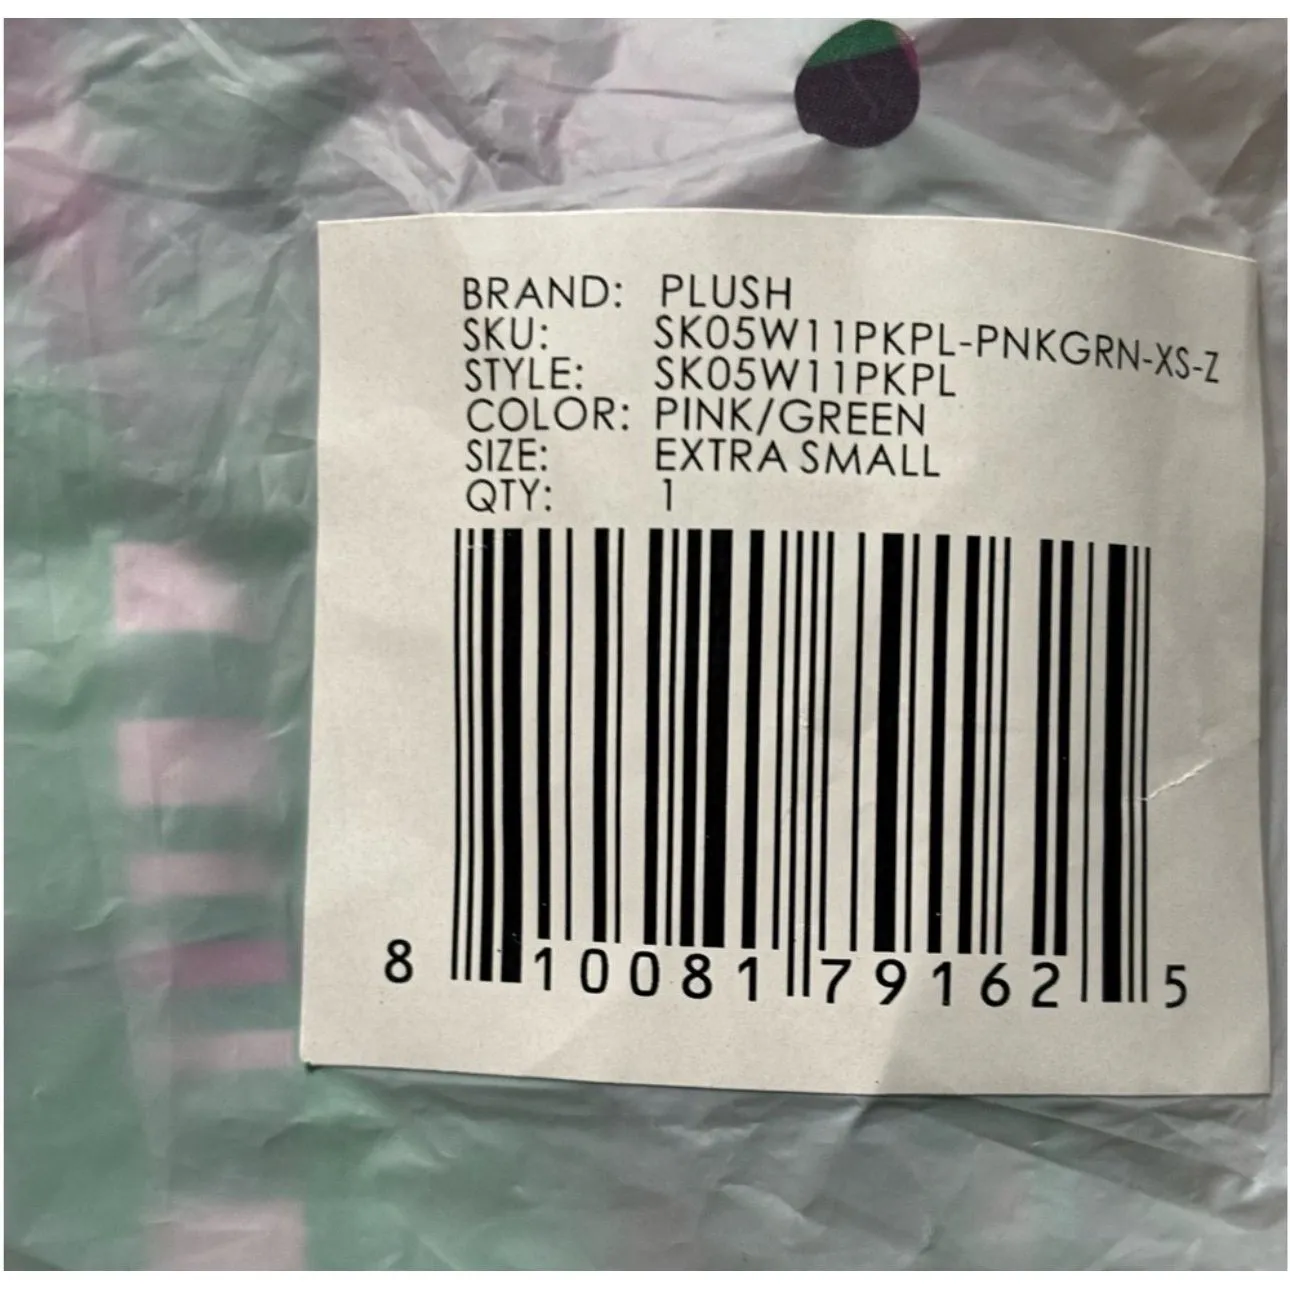 BRAND: PLUSH
SKU: SK05W11PKPL-PNKGRN-XS-Z
STYLE: SK05W11PKPL
COLOR: PINK/GREEN
SIZE: EXTRA SMALL
QTY: 1
8 10081 79162 5